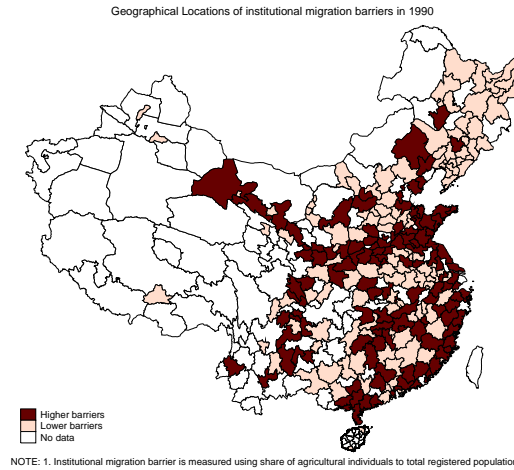 Geographical Locations of institutional migration barriers in 1990
Higher barriers
Lower barriers
No data
NOTE: 1. Institutional migration barrier is measured using share of agricultural individuals to total registered population